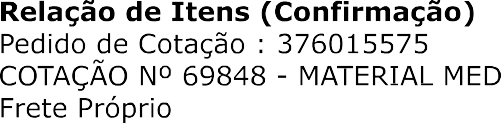 Relação de Itens (Confirmação)
Pedido de Cotação : 376015575
COTAÇÃO Nº 69848 - MATERIAL MED
Frete Próprio